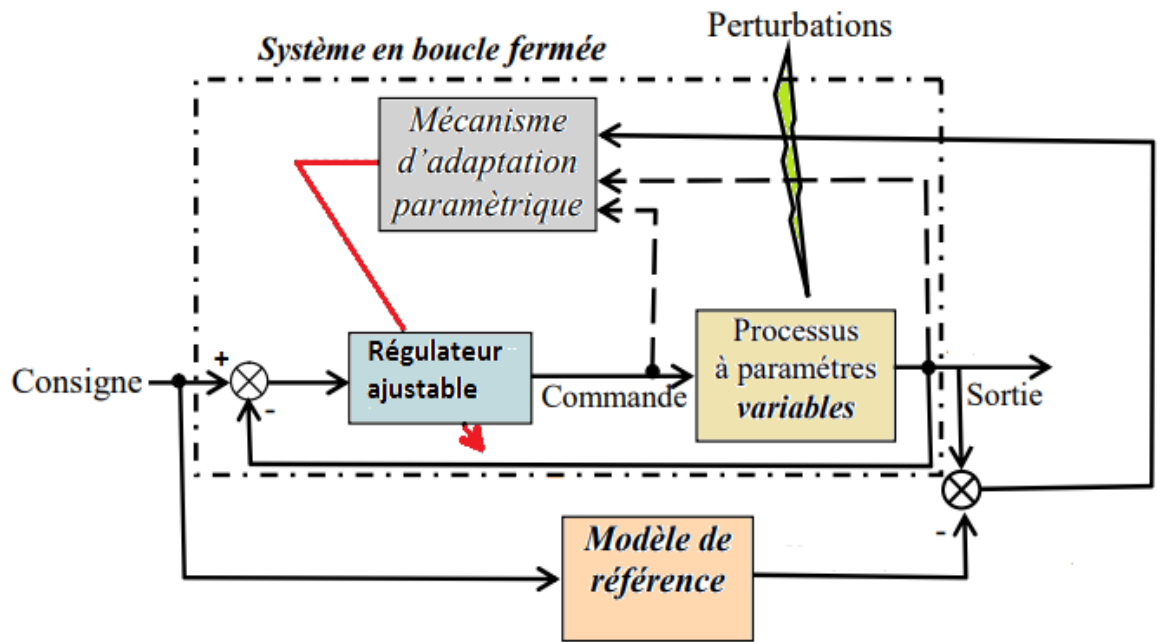 Perturbations
Système en boucle fermée
Mécanisme
d'adaptation
paramètrique
Consigne
+
-
Régulateur
ajustable
Commande
Processus
à paramétres
variables
Sortie
-
Modèle de
référence